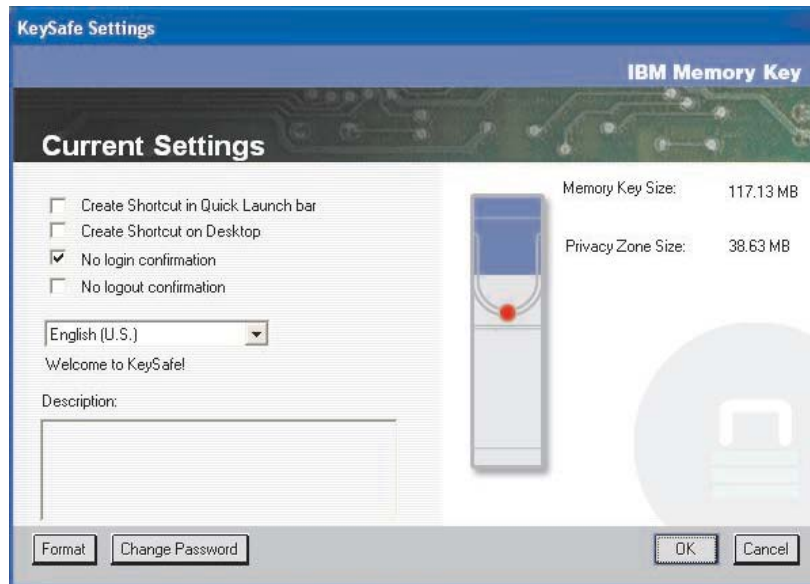 KeySafe Settings
IBM Memory Key
Current Settings
Create Shortcut in Quick Launch bar
Create Shortcut on Desktop
No login confirmation
No logout confirmation
English (U.S.)
Welcome to KeySafe!
Description:
Memory Key Size: 117.13 MB
Privacy Zone Size: 38.63 MB
Format
Change Password
OK
Cancel